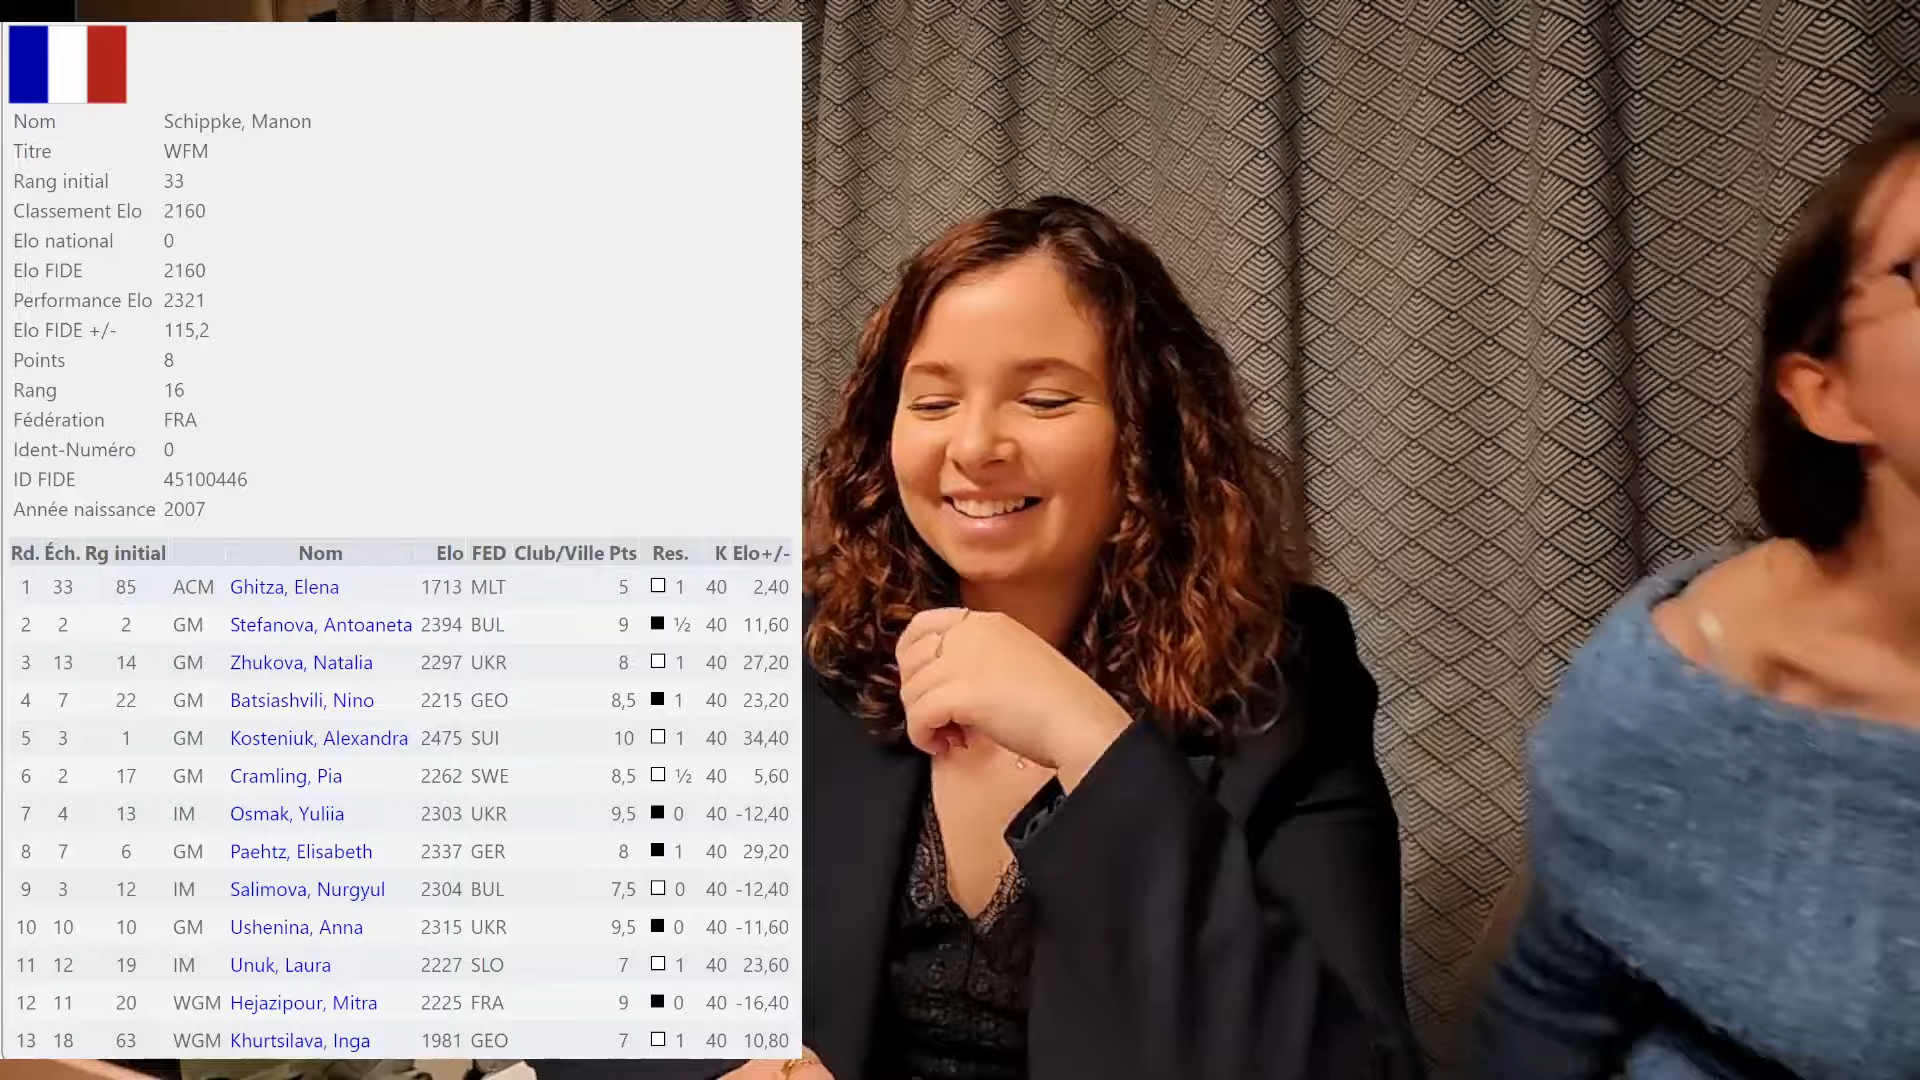 Nom Schippke, Manon
Titre WFM
Rang initial 33
Classement Elo 2160
Elo national 0
Elo FIDE 2160
Performance Elo 2321
Elo FIDE +/- 115,2
Points 8
Rang 16
Fédération FRA
Ident-Numéro 0
ID FIDE 45100446
Année naissance 2007
Rd. Éch. Rg initial Nom Elo FED Club/Ville Pts Res. K Elo+/-
1 33 85 ACM Ghitza, Elena 1713 MLT 5 □ 1 40 2,40
2 2 2 GM Stefanova, Antoaneta 2394 BUL 9 ■ ½ 40 11,60
3 13 14 GM Zhukova, Natalia 2297 UKR 8 □ 1 40 27,20
4 7 22 GM Batsiashvili, Nino 2215 GEO 8,5 ■ 1 40 23,20
5 3 1 GM Kosteniuk, Alexandra 2475 SUI 10 □ 1 40 34,40
6 2 17 GM Cramling, Pia 2262 SWE 8,5 □ ½ 40 5,60
7 4 13 IM Osmak, Yuliia 2303 UKR 9,5 ■ 0 40 -12,40
8 7 6 GM Paehtz, Elisabeth 2337 GER 8 ■ 1 40 29,20
9 3 12 IM Salimova, Nurgyul 2304 BUL 7,5 □ 0 40 -12,40
10 10 10 GM Ushenina, Anna 2315 UKR 9,5 ■ 0 40 -11,60
11 12 19 IM Unuk, Laura 2227 SLO 7 □ 1 40 23,60
12 11 20 WGM Hejazipour, Mitra 2225 FRA 9 ■ 0 40 -16,40
13 18 63 WGM Khurtsilava, Inga 1981 GEO 7 □ 1 40 10,80